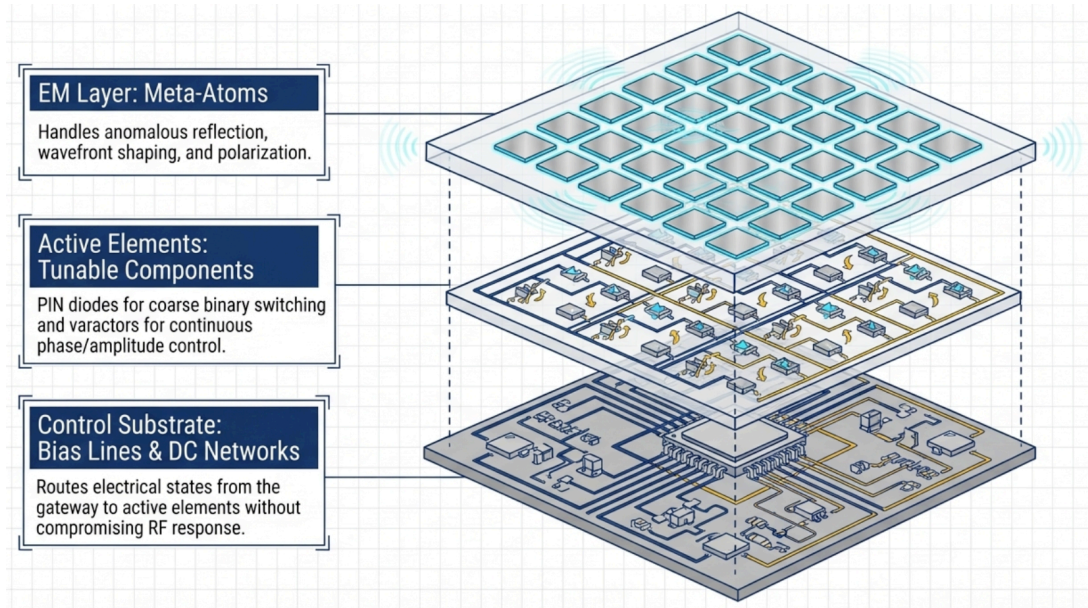 EM Layer: Meta-Atoms
Handles anomalous reflection,
wavefront shaping, and polarization.
Active Elements:
Tunable Components
PIN diodes for coarse binary switching
and varactors for continuous
phase/amplitude control.
Control Substrate:
Bias Lines & DC Networks
Routes electrical states from the
gateway to active elements without
compromising RF response.